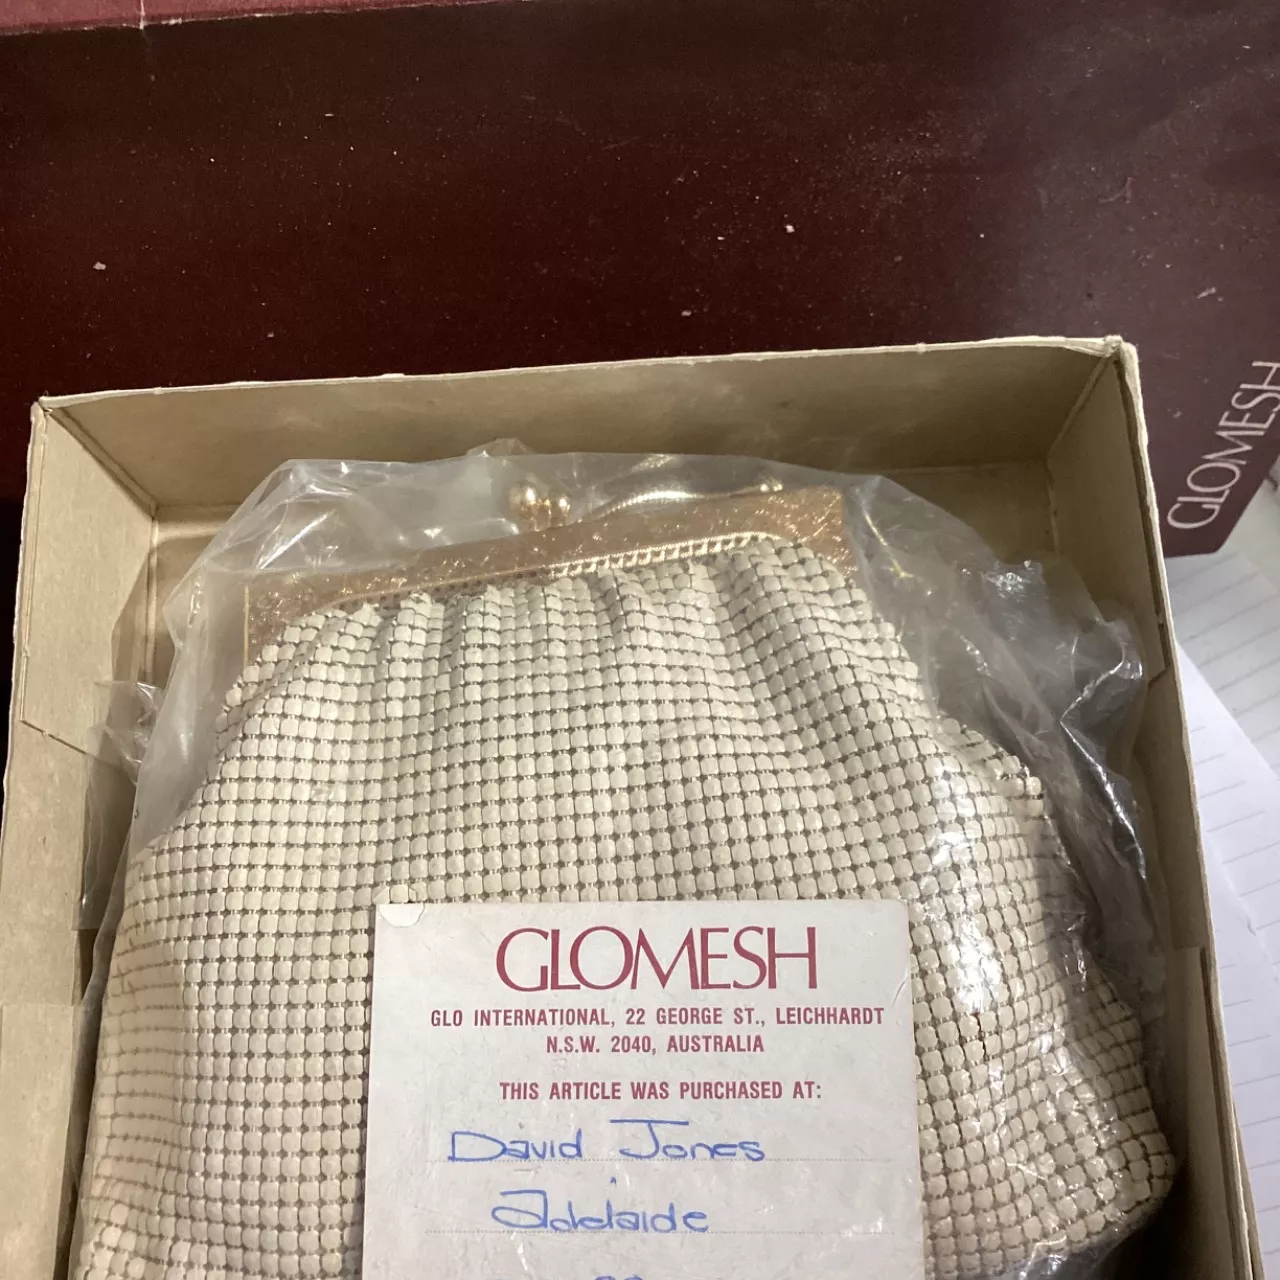 GLOMESH
GLOMESH
GLO INTERNATIONAL, 22 GEORGE ST., LEICHHARDT
N.S.W. 2040, AUSTRALIA
THIS ARTICLE WAS PURCHASED AT:
David Jones
Adelaide